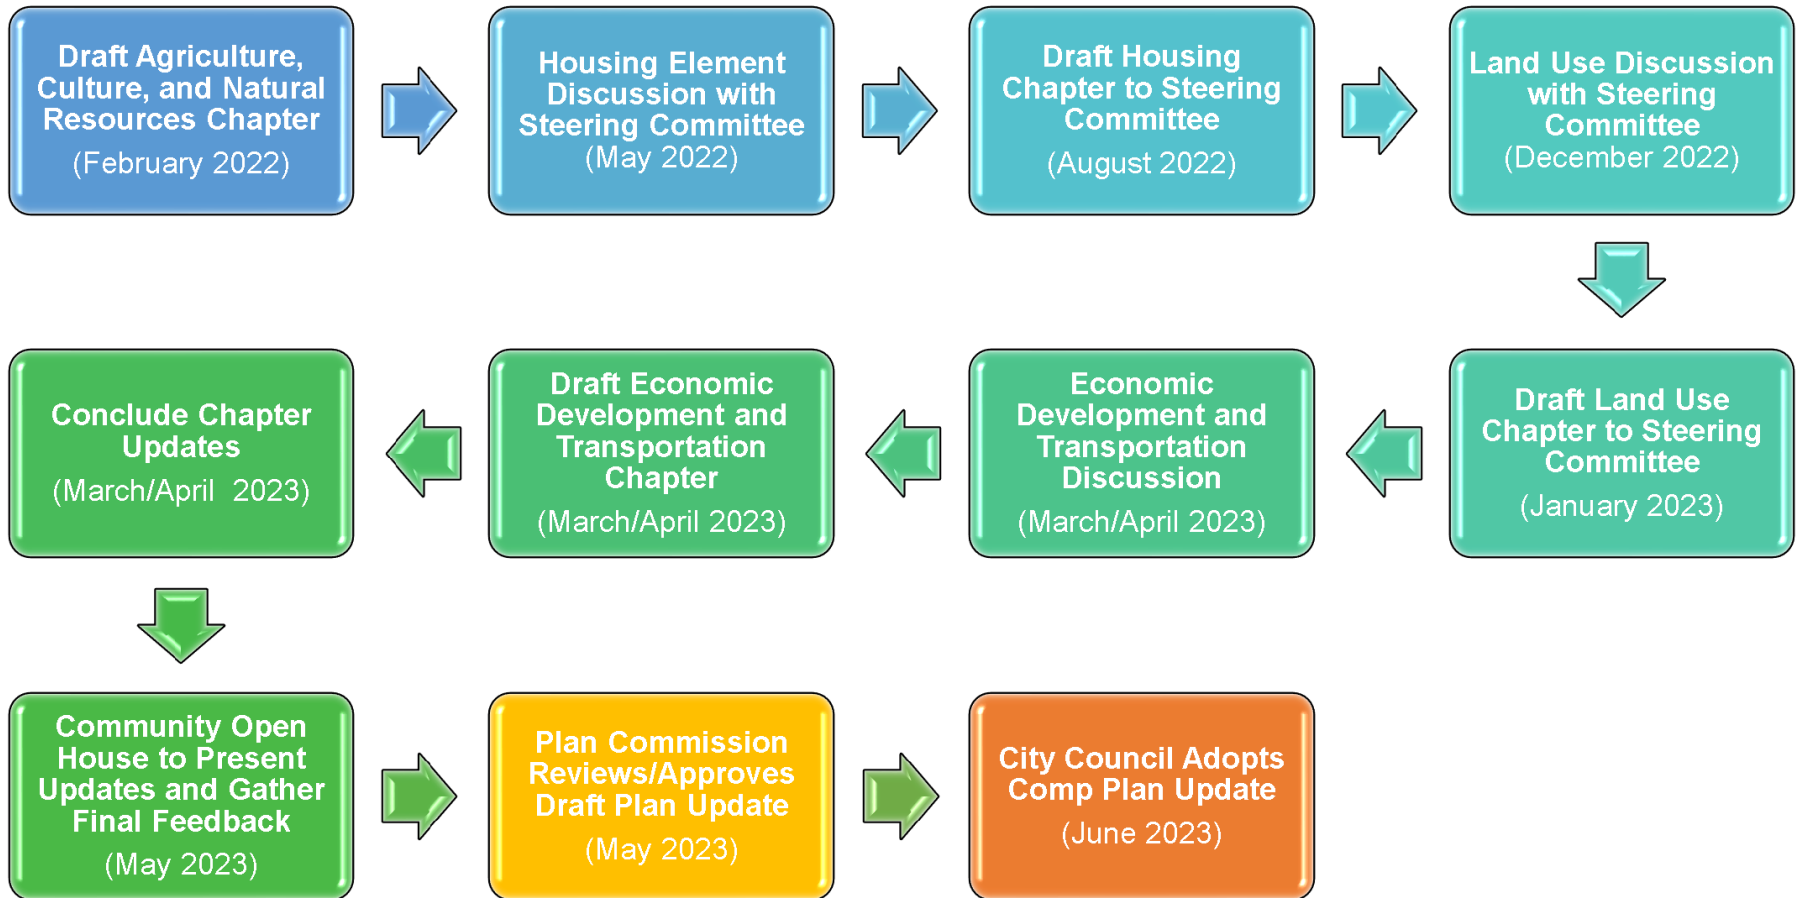 Draft Agriculture,
Culture, and Natural
Resources Chapter
(February 2022)
Housing Element
Discussion with
Steering Committee
(May 2022)
Draft Housing
Chapter to Steering
Committee
(August 2022)
Land Use Discussion
with Steering
Committee
(December 2022)
Draft Land Use
Chapter to Steering
Committee
(January 2023)
Economic
Development and
Transportation
Discussion
(March/April 2023)
Draft Economic
Development and
Transportation
Chapter
(March/April 2023)
Conclude Chapter
Updates
(March/April  2023)
Community Open
House to Present
Updates and Gather
Final Feedback
(May 2023)
Plan Commission
Reviews/Approves
Draft Plan Update
(May 2023)
City Council Adopts
Comp Plan Update
(June 2023)